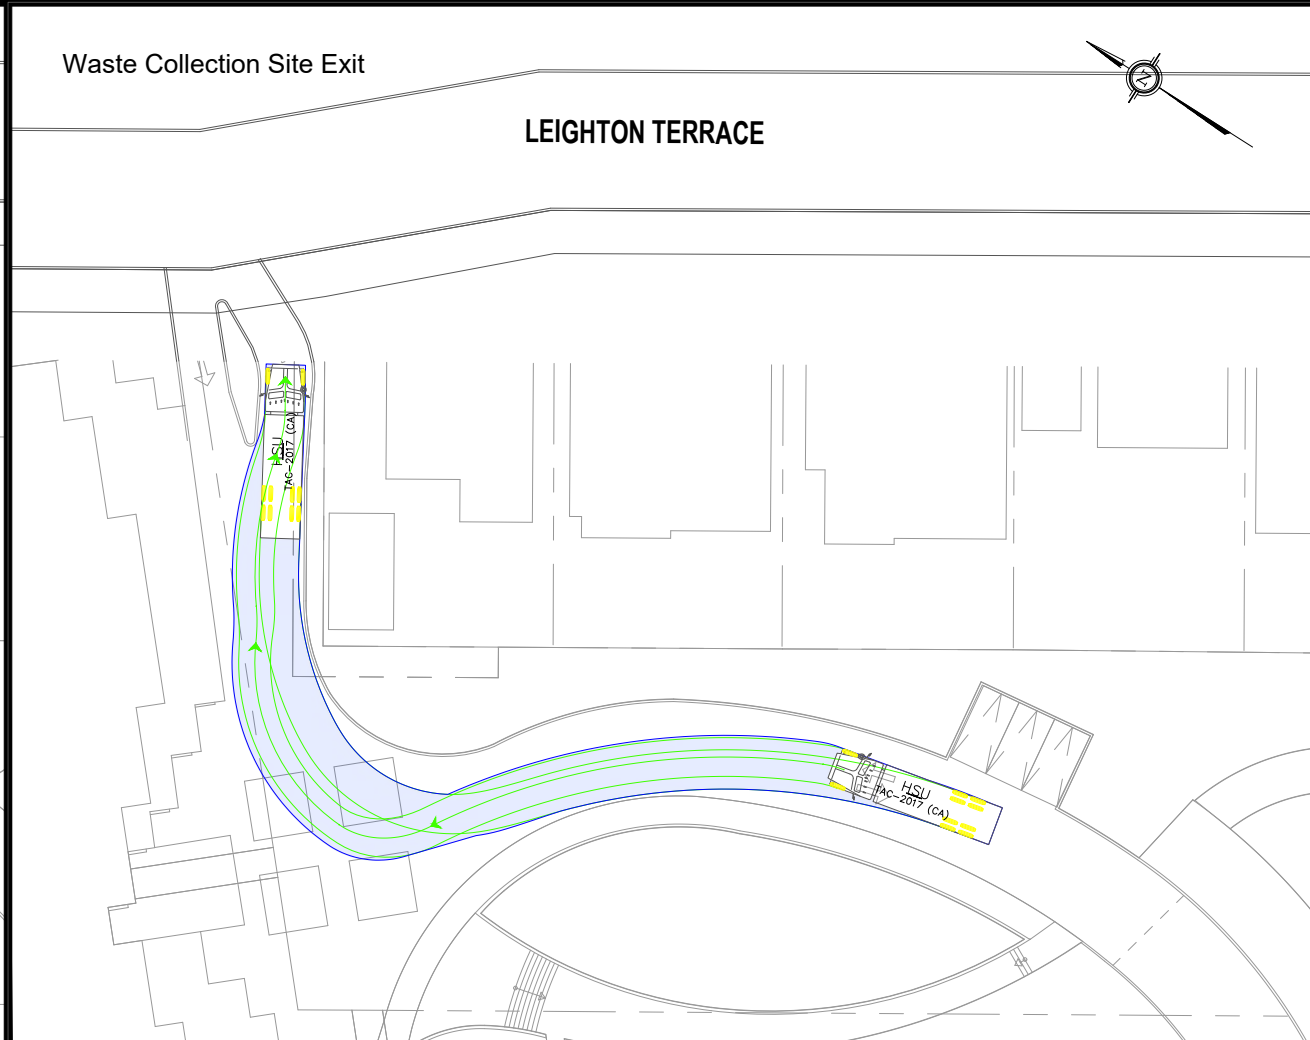 Waste Collection Site Exit
N
LEIGHTON TERRACE
HSU
TAC-2017 (CA)
HSU
TAC-2017 (CA)